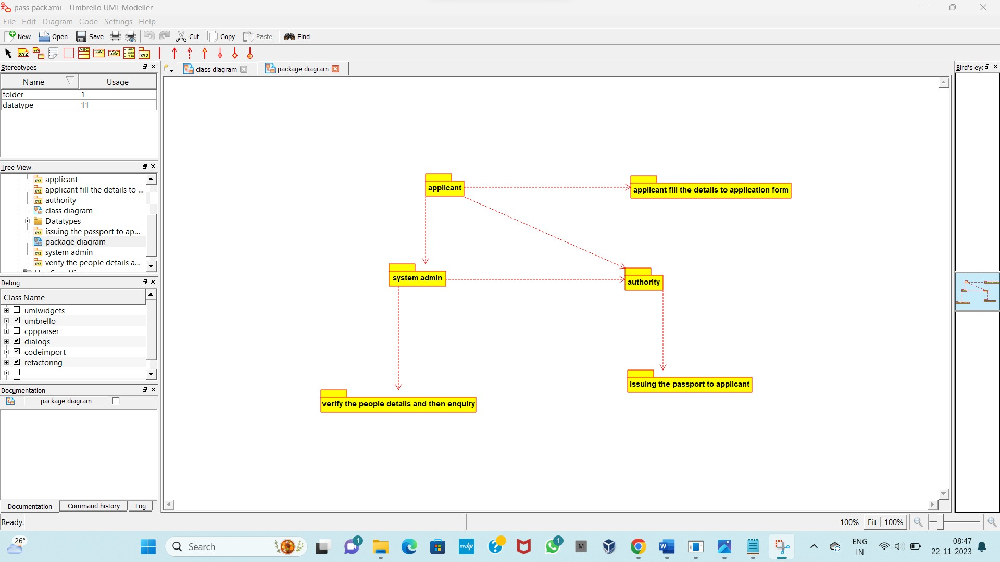 pass pack.xmi – Umbrello UML Modeller
File Edit Diagram Code Settings Help
New Open Save Cut Copy Paste Find
Stereotypes
Name Usage
folder 1
datatype 11
Tree View
applicant
applicant fill the details to ...
authority
class diagram
Datatypes
issuing the passport to ap...
package diagram
system admin
verify the people details a...
Debug
Class Name
umlwidgets
umbrello
cppparser
dialogs
codeimport
refactoring
Documentation
package diagram
Documentation Command history Log
Ready.
class diagram package diagram
applicant
applicant fill the details to application form
system admin
authority
issuing the passport to applicant
verify the people details and then enquiry
Bird's eye
100% Fit 100%
26°
Search
1
myhp
1
M
ENG
IN
08:47
22-11-2023